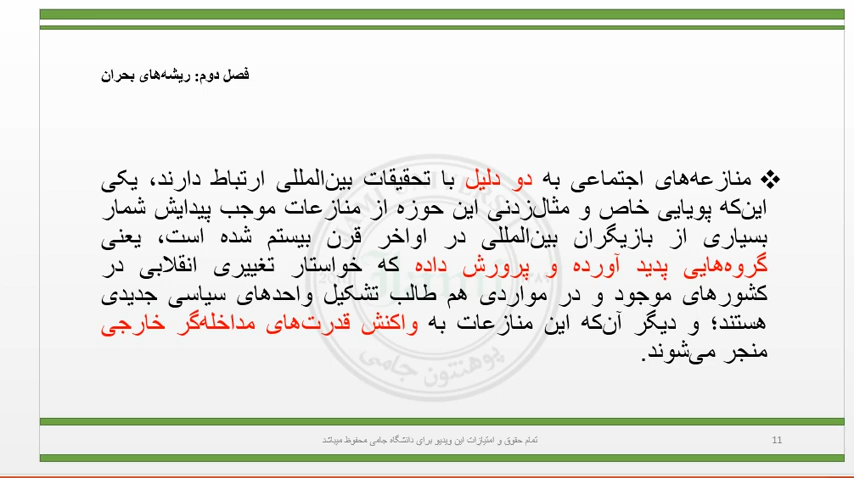 فصل دوم: ریشه‌های بحران
❖ منازعه‌های اجتماعی به دو دلیل با تحقیقات بین‌المللی ارتباط دارند، یکی
این‌که پویایی خاص و مثال‌زدنی این حوزه از منازعات موجب پیدایش شمار
بسیاری از بازیگران بین‌المللی در اواخر قرن بیستم شده است، یعنی
گروه‌هایی پدید آورده و پرورش داده که خواستار تغییری انقلابی در
کشورهای موجود و در مواردی هم طالب تشکیل واحدهای سیاسی جدیدی
هستند؛ و دیگر آن‌که این منازعات به واکنش قدرت‌های مداخله‌گر خارجی
منجر می‌شوند.
پوهنتون جامی
تمام حقوق و امتیازات این ویدیو برای دانشگاه جامی محفوظ میباشد
11